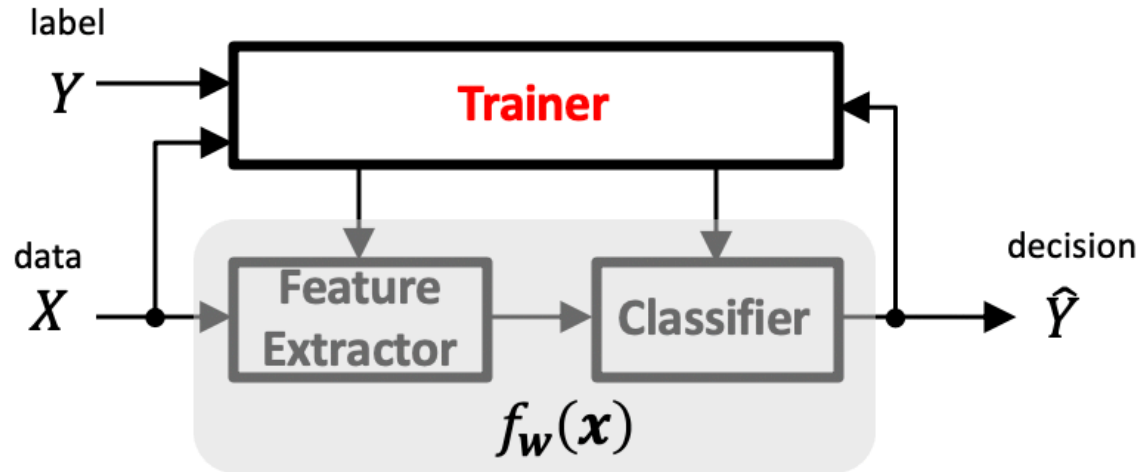 label
Y
Trainer
data
X
Feature
Extractor
Classifier
decision
Ŷ
f_w(x)